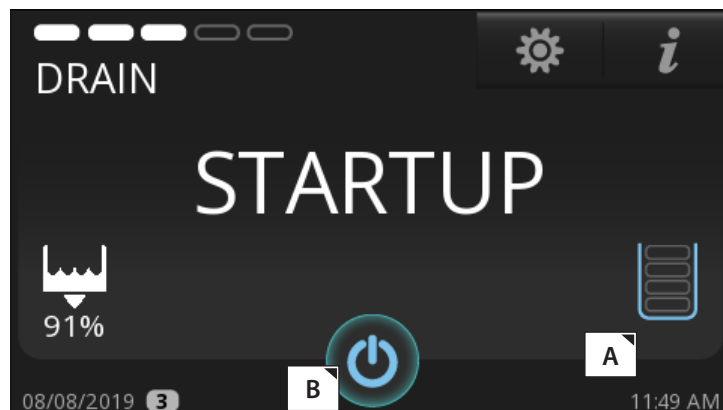 DRAIN
i
STARTUP
91%
A
B
08/08/2019 3
11:49 AM